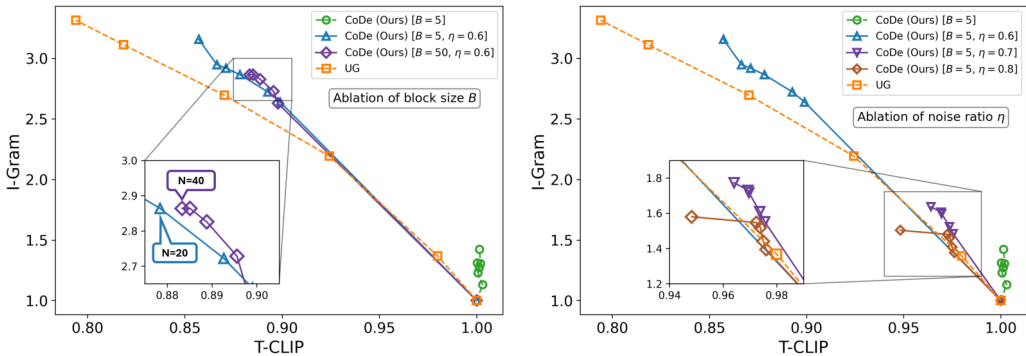 I-Gram
3.0
2.5
2.0
1.5
1.0
0.80
0.85
0.90
0.95
1.00
T-CLIP
CoDe (Ours) [B = 5]
CoDe (Ours) [B = 5, η = 0.6]
CoDe (Ours) [B = 50, η = 0.6]
UG
Ablation of block size B
3.0
2.9
2.8
2.7
0.88
0.89
0.90
N=40
N=20
I-Gram
3.0
2.5
2.0
1.5
1.0
0.80
0.85
0.90
0.95
1.00
T-CLIP
CoDe (Ours) [B = 5]
CoDe (Ours) [B = 5, η = 0.6]
CoDe (Ours) [B = 5, η = 0.7]
CoDe (Ours) [B = 5, η = 0.8]
UG
Ablation of noise ratio η
1.8
1.6
1.4
1.2
0.94
0.96
0.98